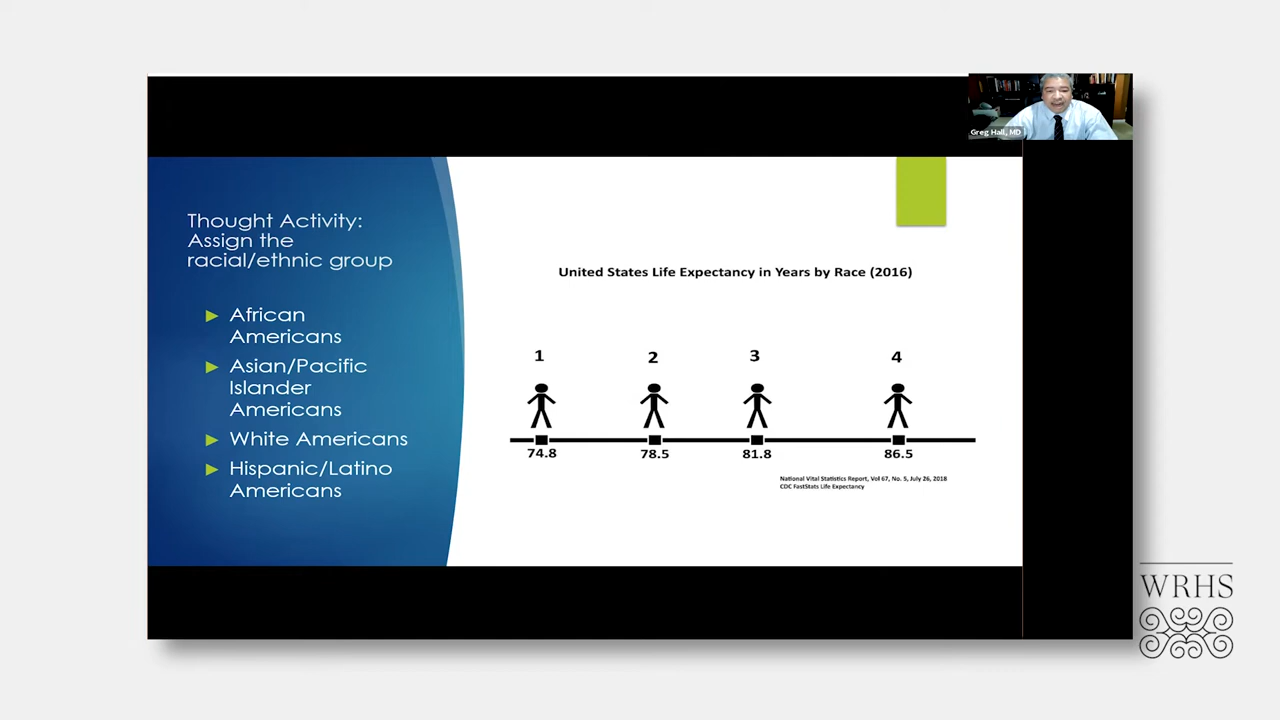 Greg Hall, MD
Thought Activity:
Assign the
racial/ethnic group
African
Americans
Asian/Pacific
Islander
Americans
White Americans
Hispanic/Latino
Americans
United States Life Expectancy in Years by Race (2016)
1 2 3 4
74.8 78.5 81.8 86.5
National Vital Statistics Report, Vol 67, No. 5, July 26, 2018
CDC FastStats Life Expectancy
WRHS